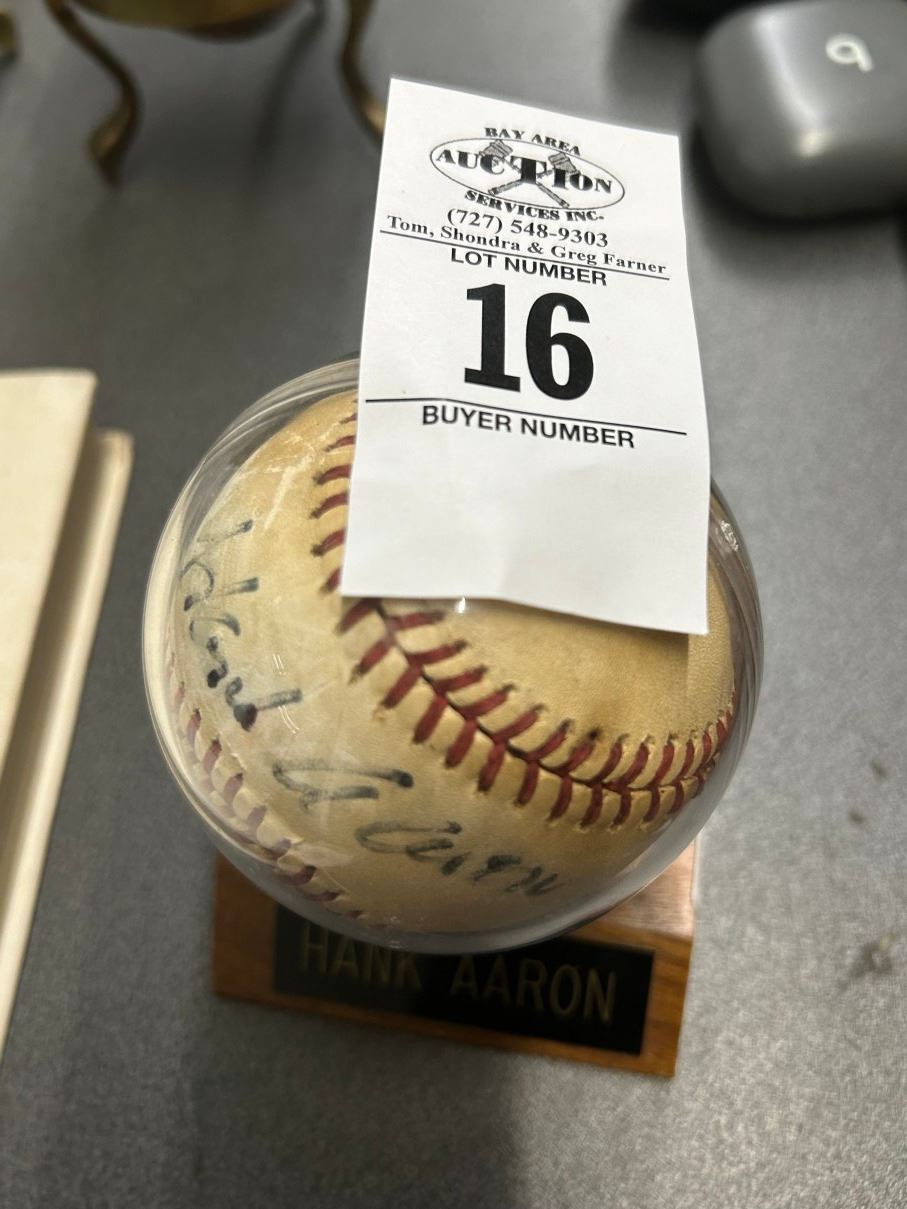 BAY AREA
AUCTION
SERVICES INC.
(727) 548-9303
Tom, Shondra & Greg Farner
LOT NUMBER
16
BUYER NUMBER
HANK AARON
9